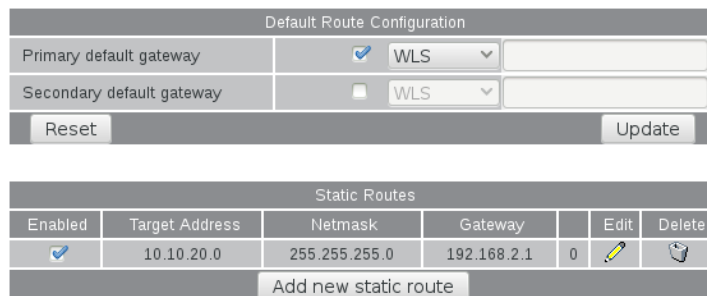 Default Route Configuration
Primary default gateway WLS
Secondary default gateway WLS
Reset Update
Static Routes
Enabled Target Address Netmask Gateway Edit Delete
10.10.20.0 255.255.255.0 192.168.2.1 0
Add new static route